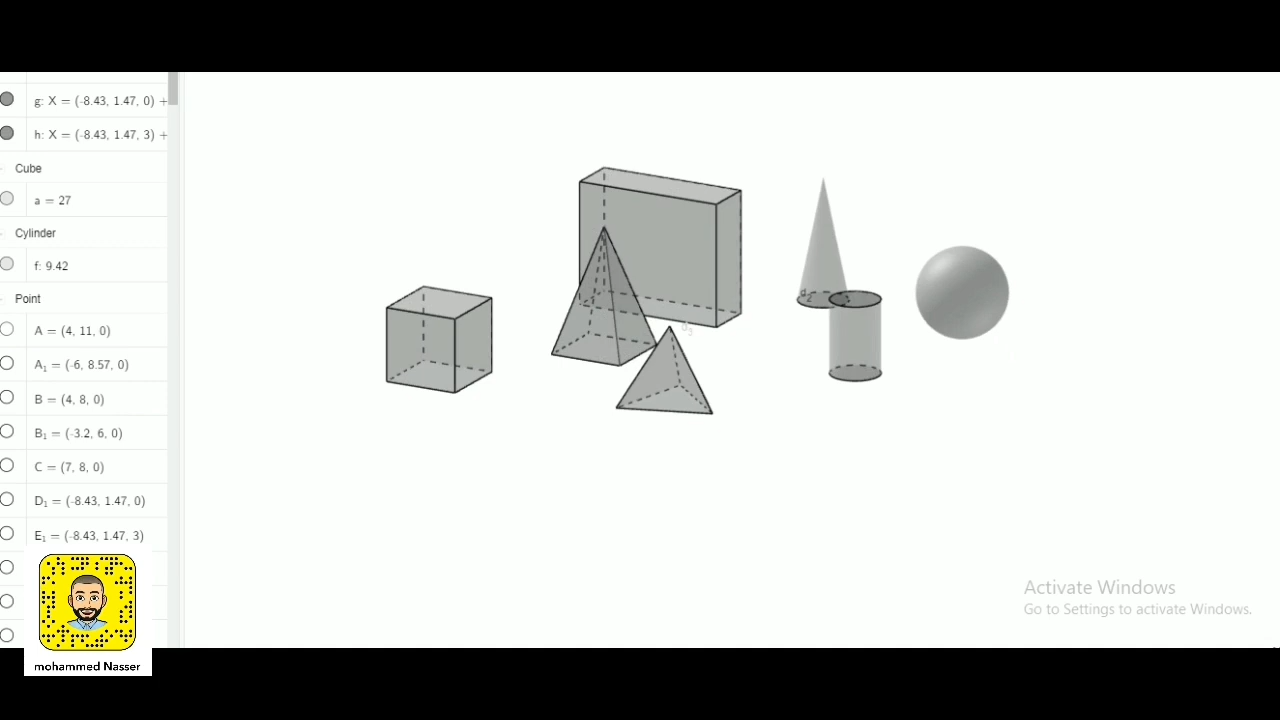 g: X = (-8.43, 1.47, 0) +
h: X = (-8.43, 1.47, 3) +
Cube
a = 27
Cylinder
f: 9.42
Point
A = (4, 11, 0)
A₁ = (-6, 8.57, 0)
B = (4, 8, 0)
B₁ = (-3.2, 6, 0)
C = (7, 8, 0)
D₁ = (-8.43, 1.47, 0)
E₁ = (-8.43, 1.47, 3)
mohammed Nasser
Activate Windows
Go to Settings to activate Windows.